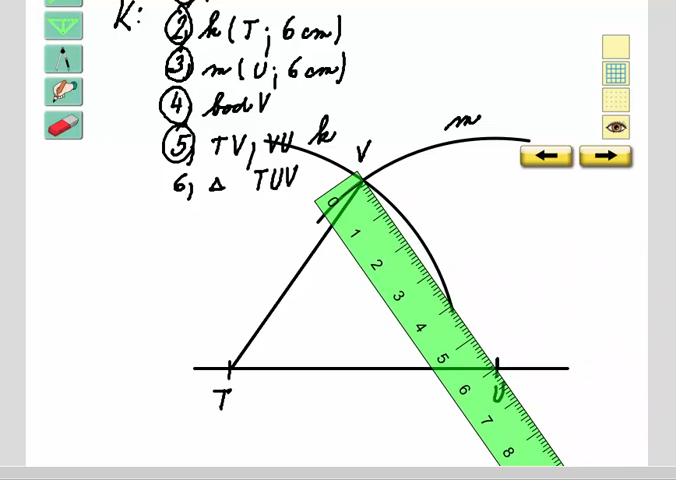 K:
2, k (T; 6 cm)
3, m (U; 6 cm)
4 bod V
5, TV, VU
6, Δ TUV
k
m
V
0 1 2 3 4 5 6 7 8
T
U